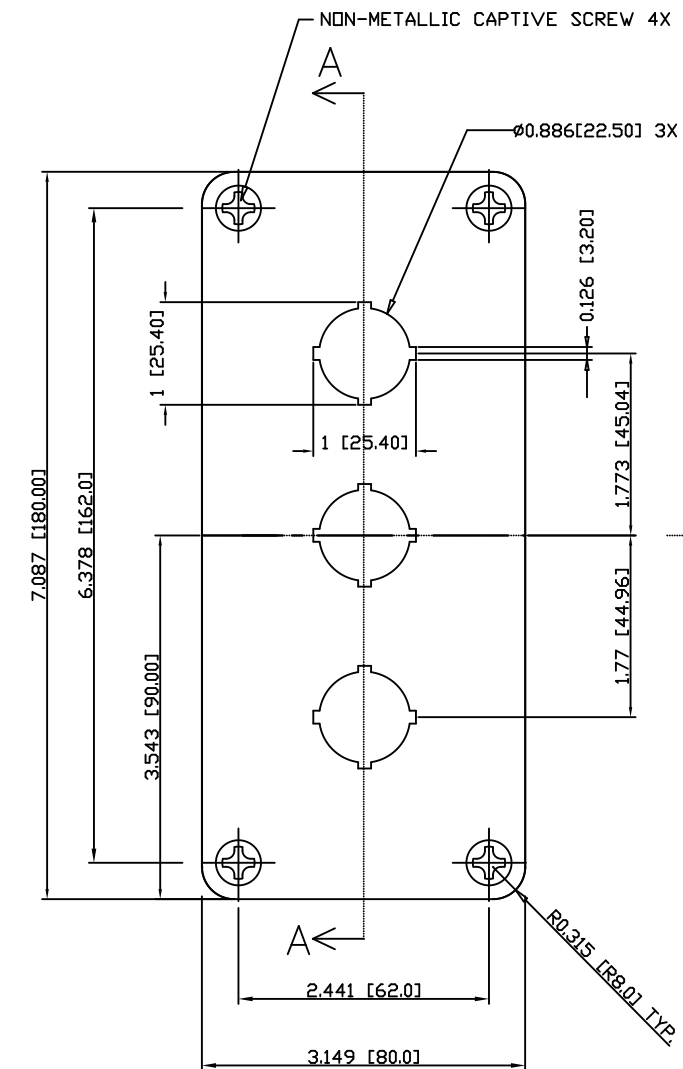 NON-METALLIC CAPTIVE SCREW 4X
A
Ø0.886[22.50] 3X
0.126 [3.20]
1 [25.40]
1 [25.40]
1.773 [45.04]
7.087 [180.00]
6.378 [162.0]
3.543 [90.00]
1.77 [44.96]
A
R0.315 [R8.0] TYP.
2.441 [62.0]
3.149 [80.0]